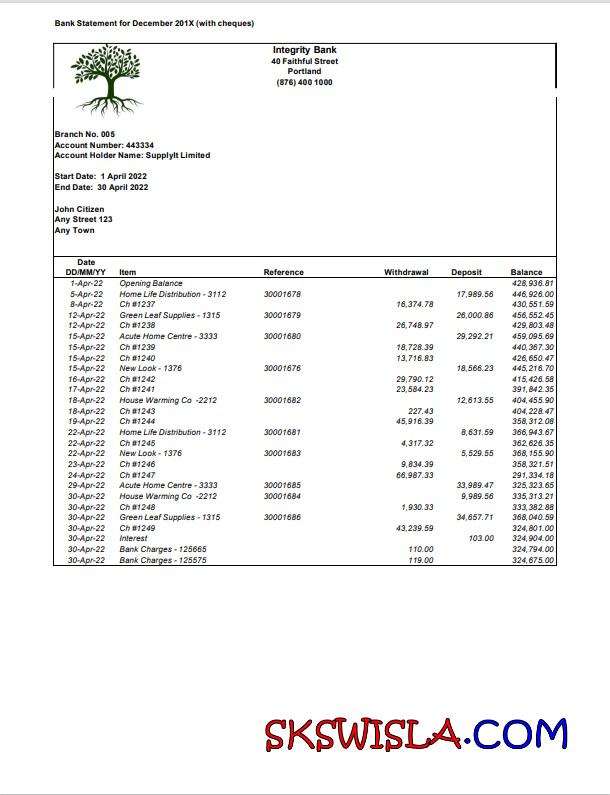 Bank Statement for December 201X (with cheques)
Integrity Bank
40 Faithful Street
Portland
(876) 400 1000
Branch No. 005
Account Number: 443334
Account Holder Name: SupplyIt Limited
Start Date: 1 April 2022
End Date: 30 April 2022
John Citizen
Any Street 123
Any Town
Date
DD/MM/YY Item Reference Withdrawal Deposit Balance
1-Apr-22 Opening Balance 428,936.81
5-Apr-22 Home Life Distribution - 3112 30001678 17,989.56 446,926.00
8-Apr-22 Ch #1237 16,374.78 430,551.59
12-Apr-22 Green Leaf Supplies - 1315 30001679 26,000.86 456,552.45
12-Apr-22 Ch #1238 26,748.97 429,803.48
15-Apr-22 Acute Home Centre - 3333 30001680 29,292.21 459,095.69
15-Apr-22 Ch #1239 18,728.39 440,367.30
15-Apr-22 Ch #1240 13,716.83 426,650.47
15-Apr-22 New Look - 1376 30001676 18,566.23 445,216.70
16-Apr-22 Ch #1242 29,790.12 415,426.58
17-Apr-22 Ch #1241 23,584.23 391,842.35
18-Apr-22 House Warming Co -2212 30001682 12,613.55 404,455.90
18-Apr-22 Ch #1243 227.43 404,228.47
19-Apr-22 Ch #1244 45,916.39 358,312.08
22-Apr-22 Home Life Distribution - 3112 30001681 8,631.59 366,943.67
22-Apr-22 Ch #1245 4,317.32 362,626.35
22-Apr-22 New Look - 1376 30001683 5,529.55 368,155.90
23-Apr-22 Ch #1246 9,834.39 358,321.51
24-Apr-22 Ch #1247 66,987.33 291,334.18
29-Apr-22 Acute Home Centre - 3333 30001685 33,989.47 325,323.65
30-Apr-22 House Warming Co -2212 30001684 9,989.56 335,313.21
30-Apr-22 Ch #1248 1,930.33 333,382.88
30-Apr-22 Green Leaf Supplies - 1315 30001686 34,657.71 368,040.59
30-Apr-22 Ch #1249 43,239.59 324,801.00
30-Apr-22 Interest 103.00 324,904.00
30-Apr-22 Bank Charges - 125665 110.00 324,794.00
30-Apr-22 Bank Charges - 125575 119.00 324,675.00
SKSWISLA.COM